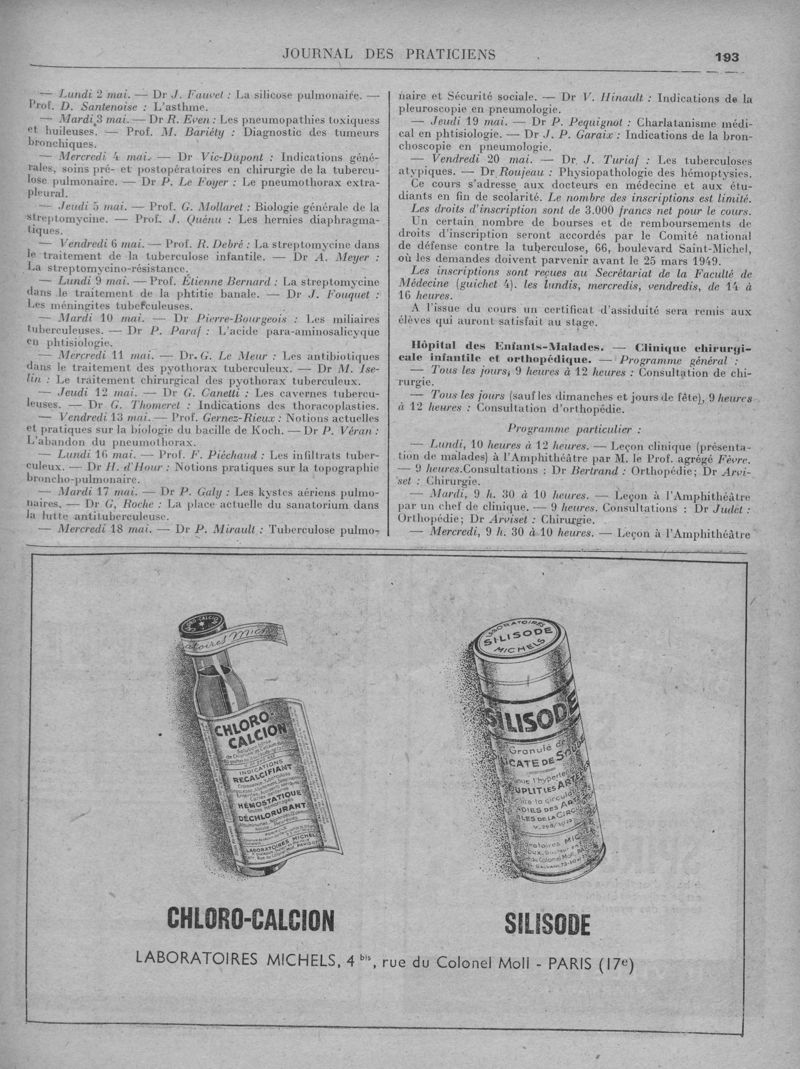 JOURNAL DES PRATICIENS
193
— Lundi 2 mai. — Dr J. Fauvet : La silicose pulmonaire. —
Prof. D. Santenoise : L'asthme.
— Mardi 3 mai. — Dr R. Even : Les pneumopathies toxiquess
et huileuses. — Prof. M. Bariéty : Diagnostic des tumeurs
bronchiques.
— Mercredi 4 mai. — Dr Vic-Dupont : Indications géné-
rales, soins pré- et postopératoires en chirurgie de la tubercu-
lose pulmonaire. — Dr P. Le Foyer : Le pneumothorax extra-
pleural.
— Jeudi 5 mai. — Prof. G. Mollaret : Biologie générale de la
streptomycine. — Prof. J. Quénu : Les hernies diaphragma-
tiques.
— Vendredi 6 mai. — Prof. R. Debré : La streptomycine dans
le traitement de la tuberculose infantile. — Dr A. Meyer :
La streptomycino-résistance.
— Lundi 9 mai. — Prof. Étienne Bernard : La streptomycine
dans le traitement de la phtitie banale. — Dr J. Fouquet :
Les méningites tuberculeuses.
— Mardi 10 mai. — Dr Pierre-Bourgeois : Les miliaires
tuberculeuses. — Dr P. Paraf : L'acide para-aminosalicyque
en phtisiologie.
— Mercredi 11 mai. — Dr. G. Le Meur : Les antibiotiques
dans le traitement des pyothorax tuberculeux. — Dr M. Ise-
lin : Le traitement chirurgical des pyothorax tuberculeux.
— Jeudi 12 mai. — Dr G. Canetti : Les cavernes tubercu-
leuses. — Dr G. Thomeret : Indications des thoracoplasties.
— Vendredi 13 mai. — Prof. Gernez-Rieux : Notions actuelles
et pratiques sur la biologie du bacille de Koch. — Dr P. Véran :
L'abandon du pneumothorax.
— Lundi 16 mai. — Prof. F. Piéchaud : Les infiltrats tuber-
culeux. — Dr H. d'Hour : Notions pratiques sur la topographie
broncho-pulmonaire.
— Mardi 17 mai. — Dr P. Galy : Les kystes aériens pulmo-
naires. — Dr G, Roche : La place actuelle du sanatorium dans
la lutte antituberculeuse.
— Mercredi 18 mai. — Dr P. Mirault : Tuberculose pulmo-
naire et Sécurité sociale. — Dr V. Hinault : Indications de la
pleuroscopie en pneumologie.
— Jeudi 19 mai. — Dr P. Pequignot : Charlatanisme médi-
cal en phtisiologie. — Dr J. P. Garaix : Indications de la bron-
choscopie en pneumologie.
— Vendredi 20 mai. — Dr. J. Turiaf : Les tuberculoses
atypiques. — Dr Roujeau : Physiopathologie des hémoptysies.
Ce cours s'adresse aux docteurs en médecine et aux étu-
diants en fin de scolarité. Le nombre des inscriptions est limité.
Les droits d'inscription sont de 3.000 francs net pour le cours.
Un certain nombre de bourses et de remboursements de
droits d'inscription seront accordés par le Comité national
de défense contre la tuberculose, 66, boulevard Saint-Michel,
où les demandes doivent parvenir avant le 25 mars 1949.
Les inscriptions sont reçues au Secrétariat de la Faculté de
Médecine (guichet 4). les lundis, mercredis, vendredis, de 14 à
16 heures.
A l'issue du cours un certificat d'assiduité sera remis aux
élèves qui auront satisfait au stage.
Hôpital des Enfants-Malades. — Clinique chirurgi-
cale infantile et orthopédique. — Programme général :
— Tous les jours, 9 heures à 12 heures : Consultation de chi-
rurgie.
— Tous les jours (sauf les dimanches et jours de fête), 9 heures
à 12 heures : Consultation d'orthopédie.
Programme particulier :
— Lundi, 10 heures à 12 heures. — Leçon clinique (présenta-
tion de malades) à l'Amphithéâtre par M. le Prof. agrégé Fèvre.
— 9 heures.Consultations : Dr Bertrand : Orthopédie; Dr Arvi-
set : Chirurgie.
— Mardi, 9 h. 30 à 10 heures. — Leçon à l'Amphithéâtre
par un chef de clinique. — 9 heures. Consultations : Dr Judet :
Orthopédie; Dr Arviset : Chirurgie.
— Mercredi, 9 h. 30 à 10 heures. — Leçon à l'Amphithéâtre
CHLORO-
CALCION
INDICATIONS
RECALCIFIANT
HÉMOSTATIQUE
DÉCHLORURANT
LABORATOIRES MICHELS
LABORATOIRES
SILISODE
MICHELS
SILISODE
Granulé de
CHLORO-CALCION
SILISODE
LABORATOIRES MICHELS, 4 bis, rue du Colonel Moll - PARIS (17e)